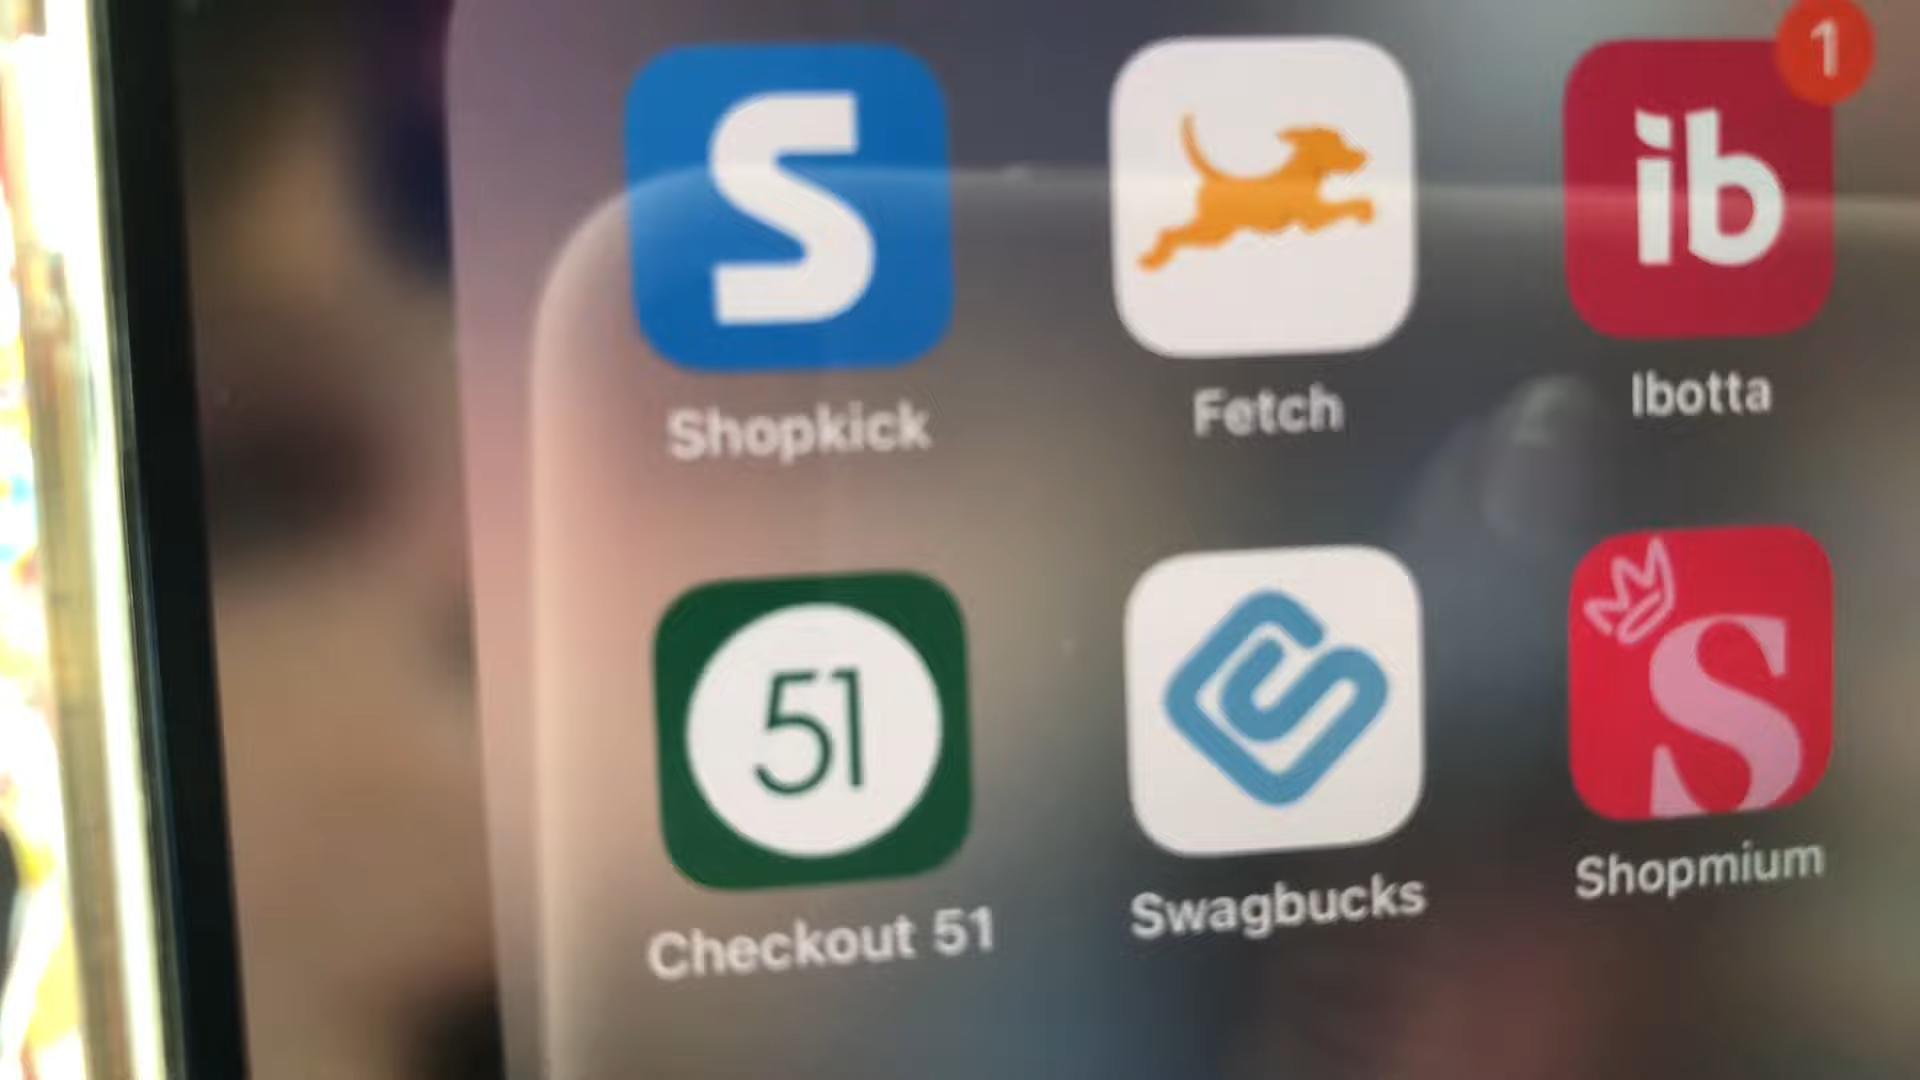 S
ib
1
Shopkick
Fetch
Ibotta
51
S
Checkout 51
Swagbucks
Shopmium